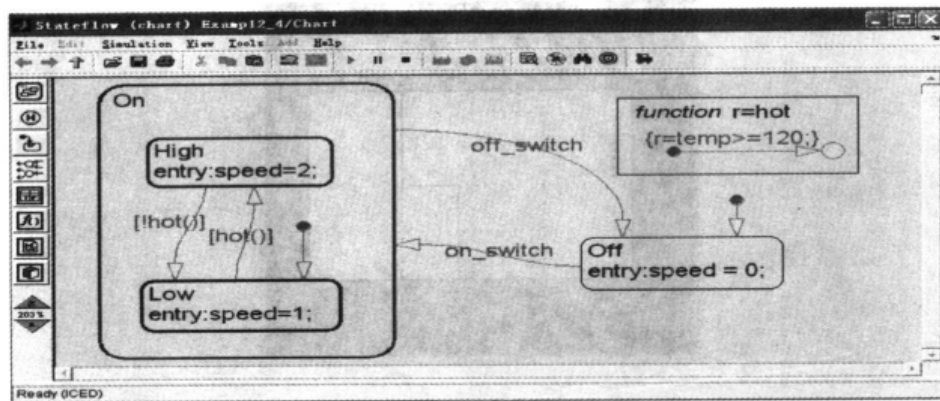 Stateflow (chart) Examp12_4/Chart
File Edit Simulation View Tools Add Help
On
High
entry:speed=2;
[!hot()]
[hot()]
Low
entry:speed=1;
off_switch
on_switch
function r=hot
{r=temp>=120;}
Off
entry:speed = 0;
203%
Ready (ICED)